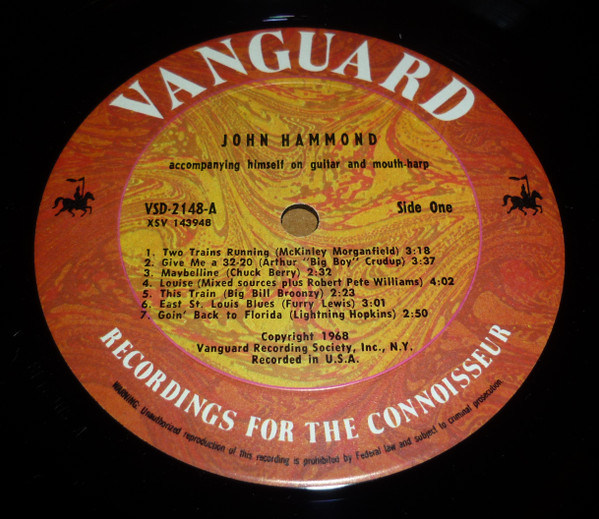 VANGUARD
JOHN HAMMOND
accompanying himself on guitar and mouth-harp
VSD-2148-A
XSV 143948
Side One
1. Two Trains Running (McKinley Morganfield) 3:18
2. Give Me a 32-20 (Arthur "Big Boy" Crudup) 3:37
3. Maybelline (Chuck Berry) 2:32
4. Louise (Mixed sources plus Robert Pete Williams) 4:02
5. This Train (Big Bill Broonzy) 2:23
6. East St. Louis Blues (Furry Lewis) 3:01
7. Goin' Back to Florida (Lightning Hopkins) 2:50
Copyright 1968
Vanguard Recording Society, Inc., N.Y.
Recorded in U.S.A.
RECORDINGS FOR THE CONNOISSEUR
WARNING: Unauthorized reproduction of this recording is prohibited by Federal law and subject to criminal prosecution